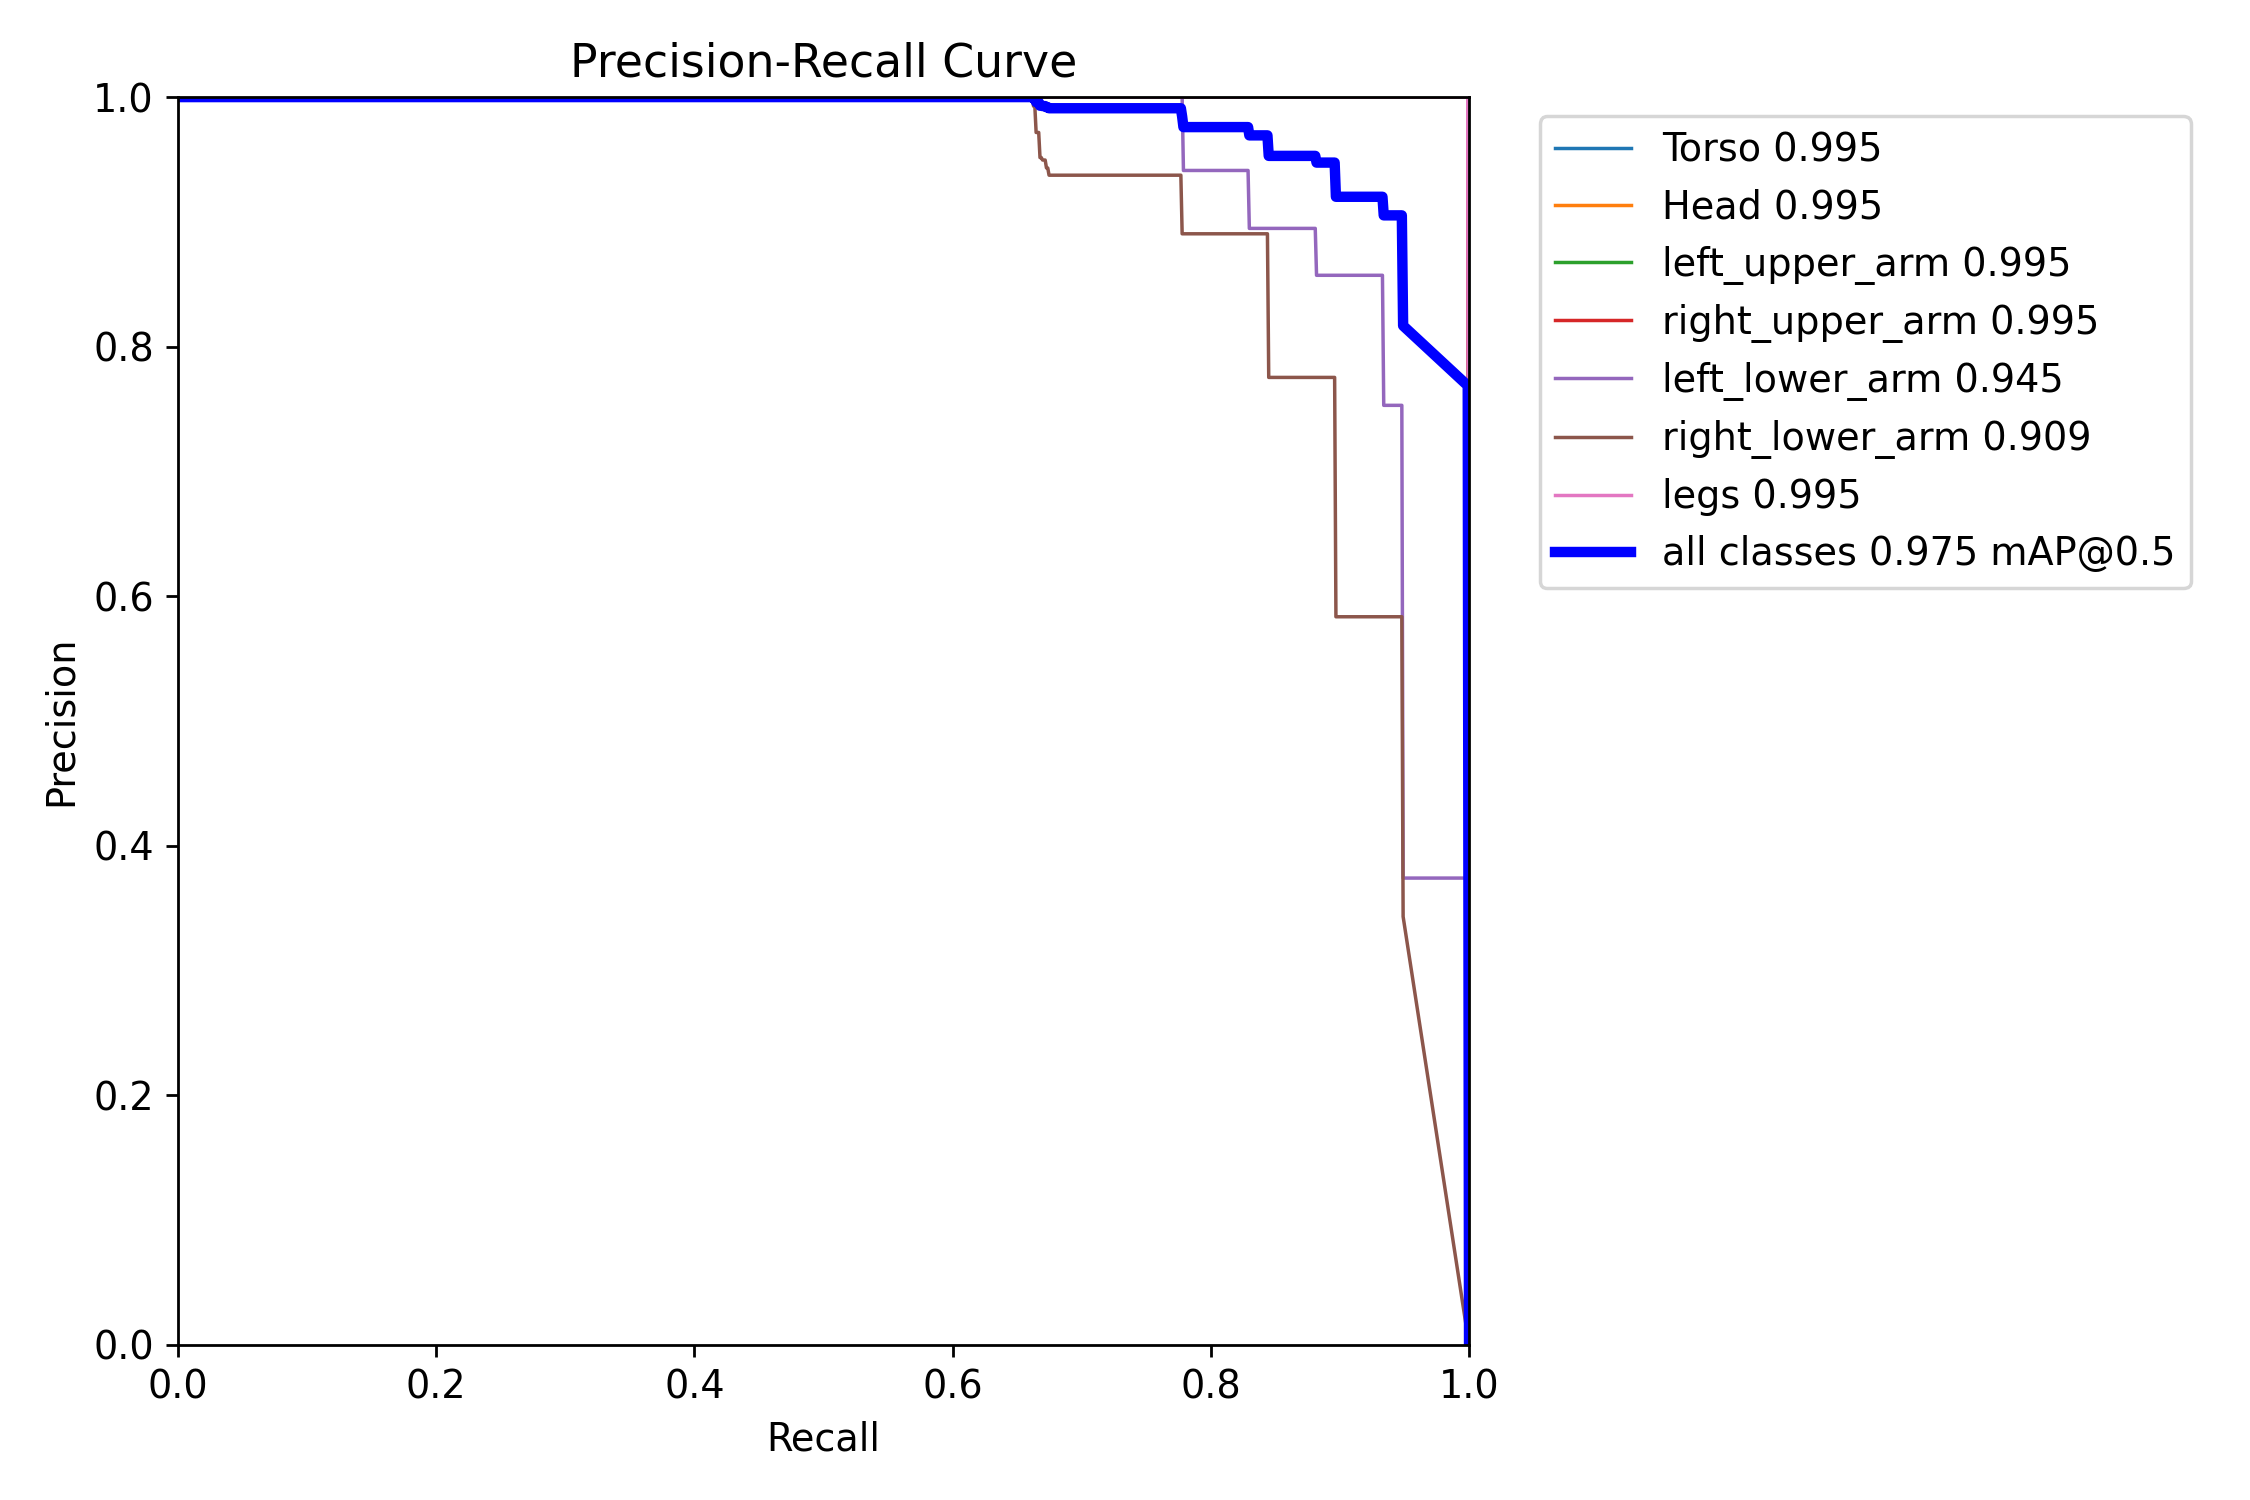 Precision-Recall Curve
1.0
0.8
0.6
0.4
0.2
0.0
Precision
0.0 0.2 0.4 0.6 0.8 1.0
Recall
Torso 0.995
Head 0.995
left_upper_arm 0.995
right_upper_arm 0.995
left_lower_arm 0.945
right_lower_arm 0.909
legs 0.995
all classes 0.975 mAP@0.5